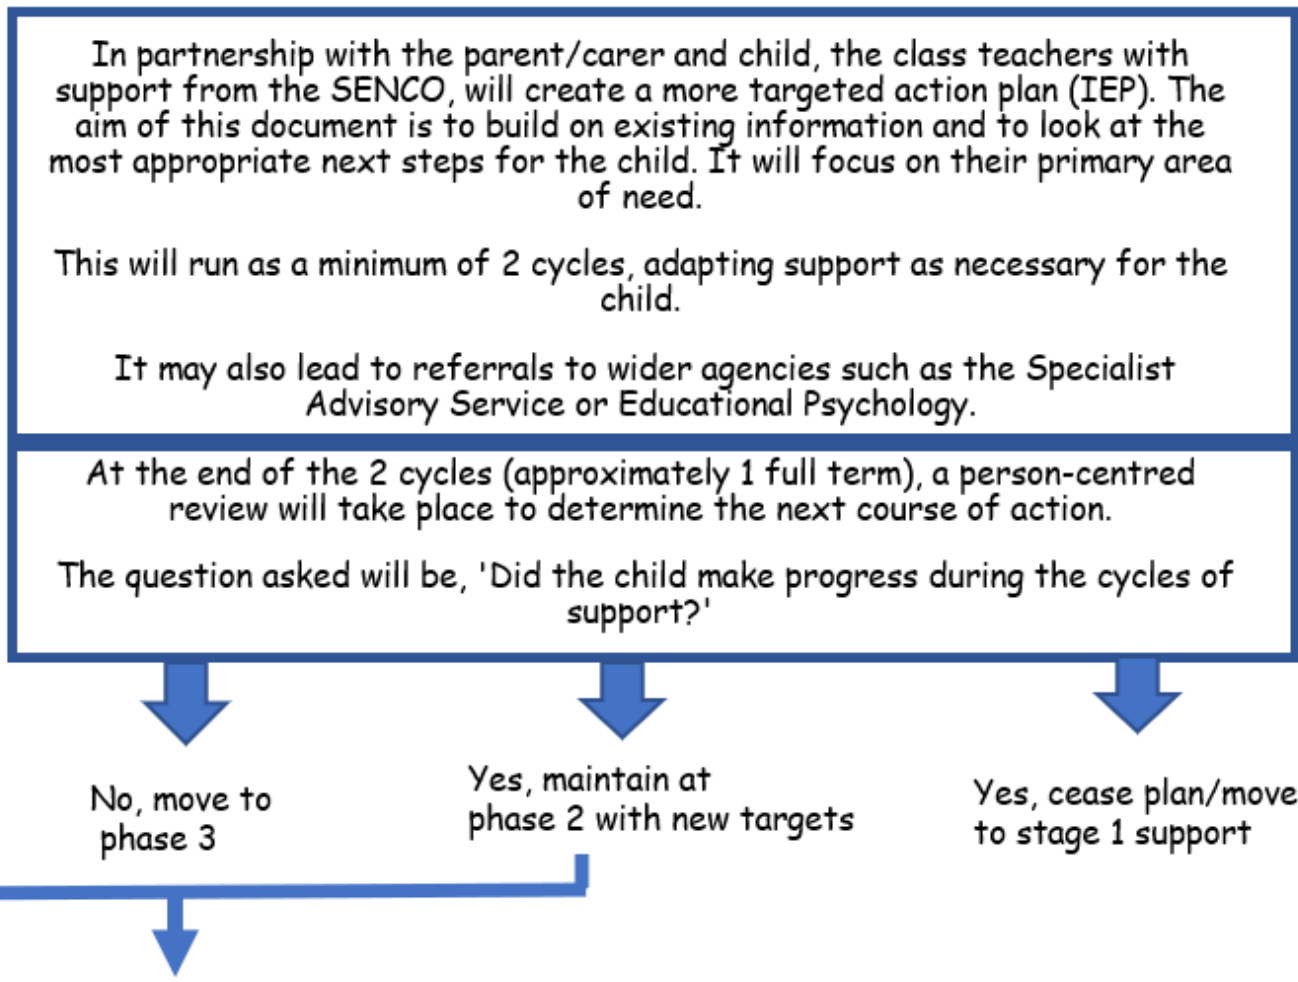 In partnership with the parent/carer and child, the class teachers with
support from the SENCO, will create a more targeted action plan (IEP). The
aim of this document is to build on existing information and to look at the
most appropriate next steps for the child. It will focus on their primary area
of need.
This will run as a minimum of 2 cycles, adapting support as necessary for the
child.
It may also lead to referrals to wider agencies such as the Specialist
Advisory Service or Educational Psychology.
At the end of the 2 cycles (approximately 1 full term), a person-centred
review will take place to determine the next course of action.
The question asked will be, 'Did the child make progress during the cycles of
support?'
No, move to
phase 3
Yes, maintain at
phase 2 with new targets
Yes, cease plan/move
to stage 1 support